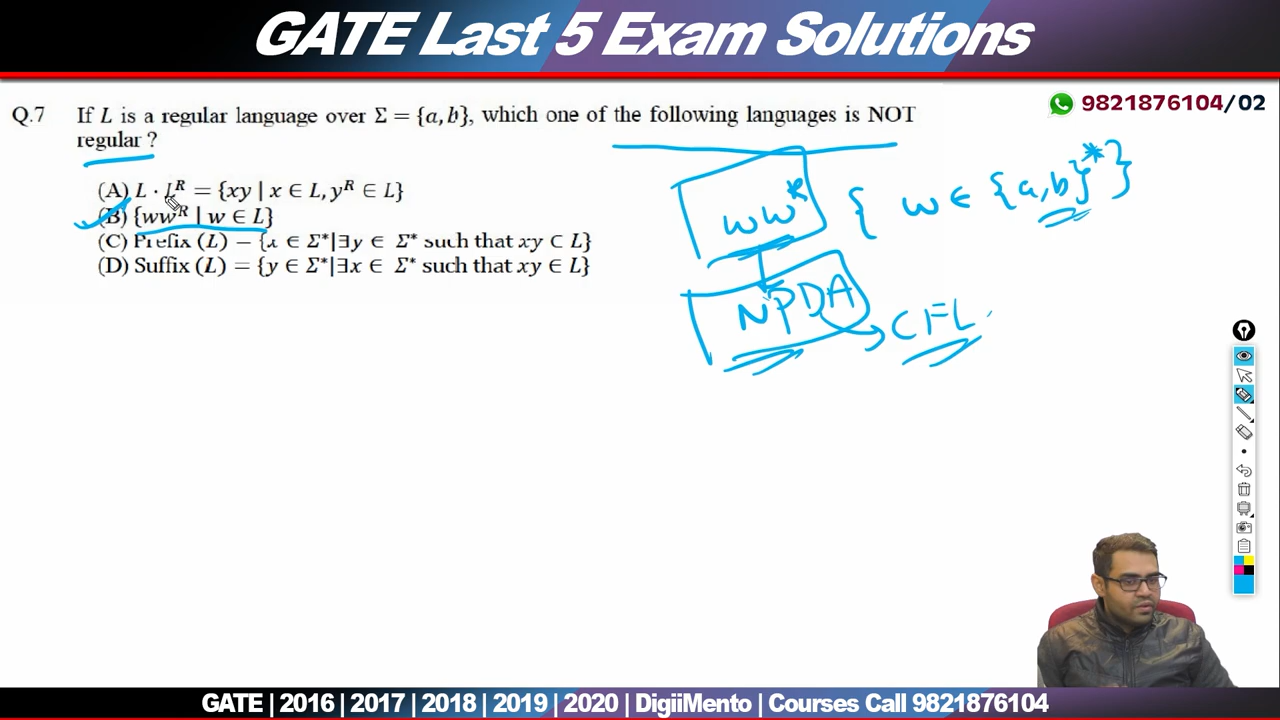 GATE Last 5 Exam Solutions
9821876104/02
Q.7 If L is a regular language over Σ = {a, b}, which one of the following languages is NOT
regular ?
(A) L · L^R = {xy | x ∈ L, y^R ∈ L}
(B) {ww^R | w ∈ L}
(C) Prefix (L) = {x ∈ Σ*|∃y ∈ Σ* such that xy ∈ L}
(D) Suffix (L) = {y ∈ Σ*|∃x ∈ Σ* such that xy ∈ L}
ww^R { w ∈ {a,b}* }
NPDA → CFL
GATE | 2016 | 2017 | 2018 | 2019 | 2020 | DigiiMento | Courses Call 9821876104